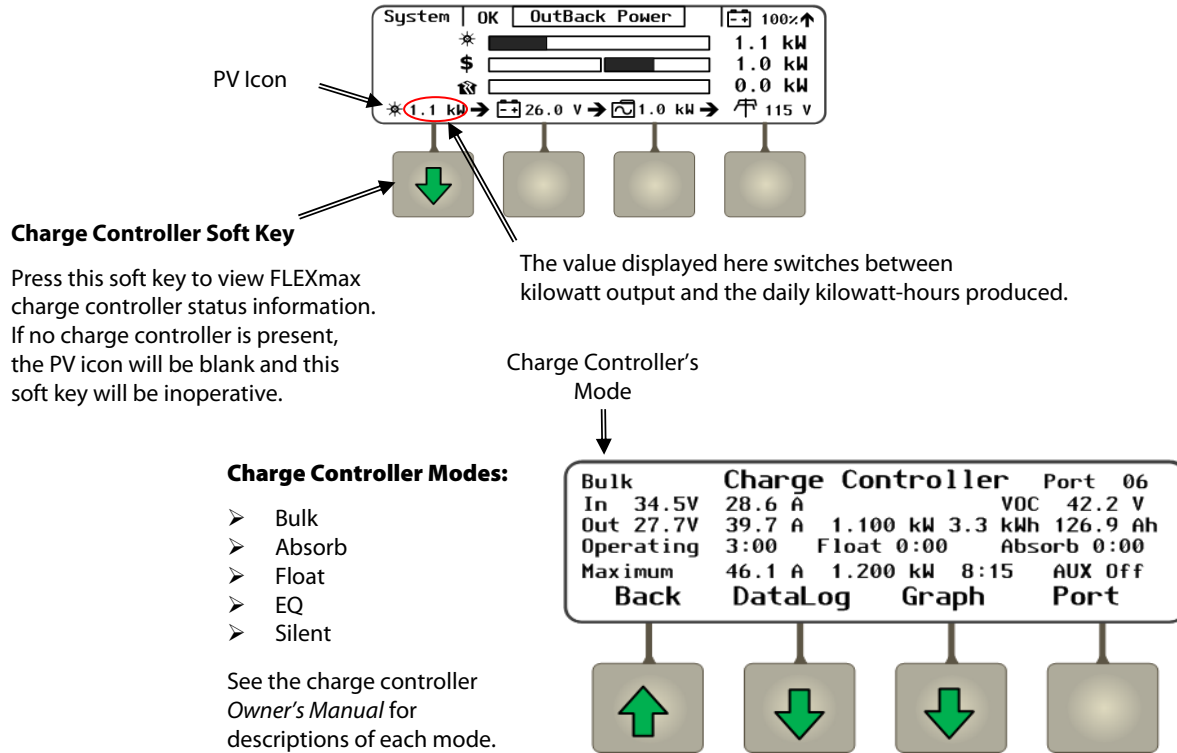 System OK OutBack Power 100%
1.1 kW
$ 1.0 kW
0.0 kW
1.1 kW 26.0 V 1.0 kW 115 V
PV Icon
Charge Controller Soft Key
Press this soft key to view FLEXmax
charge controller status information.
If no charge controller is present,
the PV icon will be blank and this
soft key will be inoperative.
The value displayed here switches between
kilowatt output and the daily kilowatt-hours produced.
Charge Controller's
Mode
Charge Controller Modes:
➢ Bulk
➢ Absorb
➢ Float
➢ EQ
➢ Silent
See the charge controller
Owner's Manual for
descriptions of each mode.
Bulk Charge Controller Port 06
In 34.5V 28.6 A VOC 42.2 V
Out 27.7V 39.7 A 1.100 kW 3.3 kWh 126.9 Ah
Operating 3:00 Float 0:00 Absorb 0:00
Maximum 46.1 A 1.200 kW 8:15 AUX Off
Back DataLog Graph Port